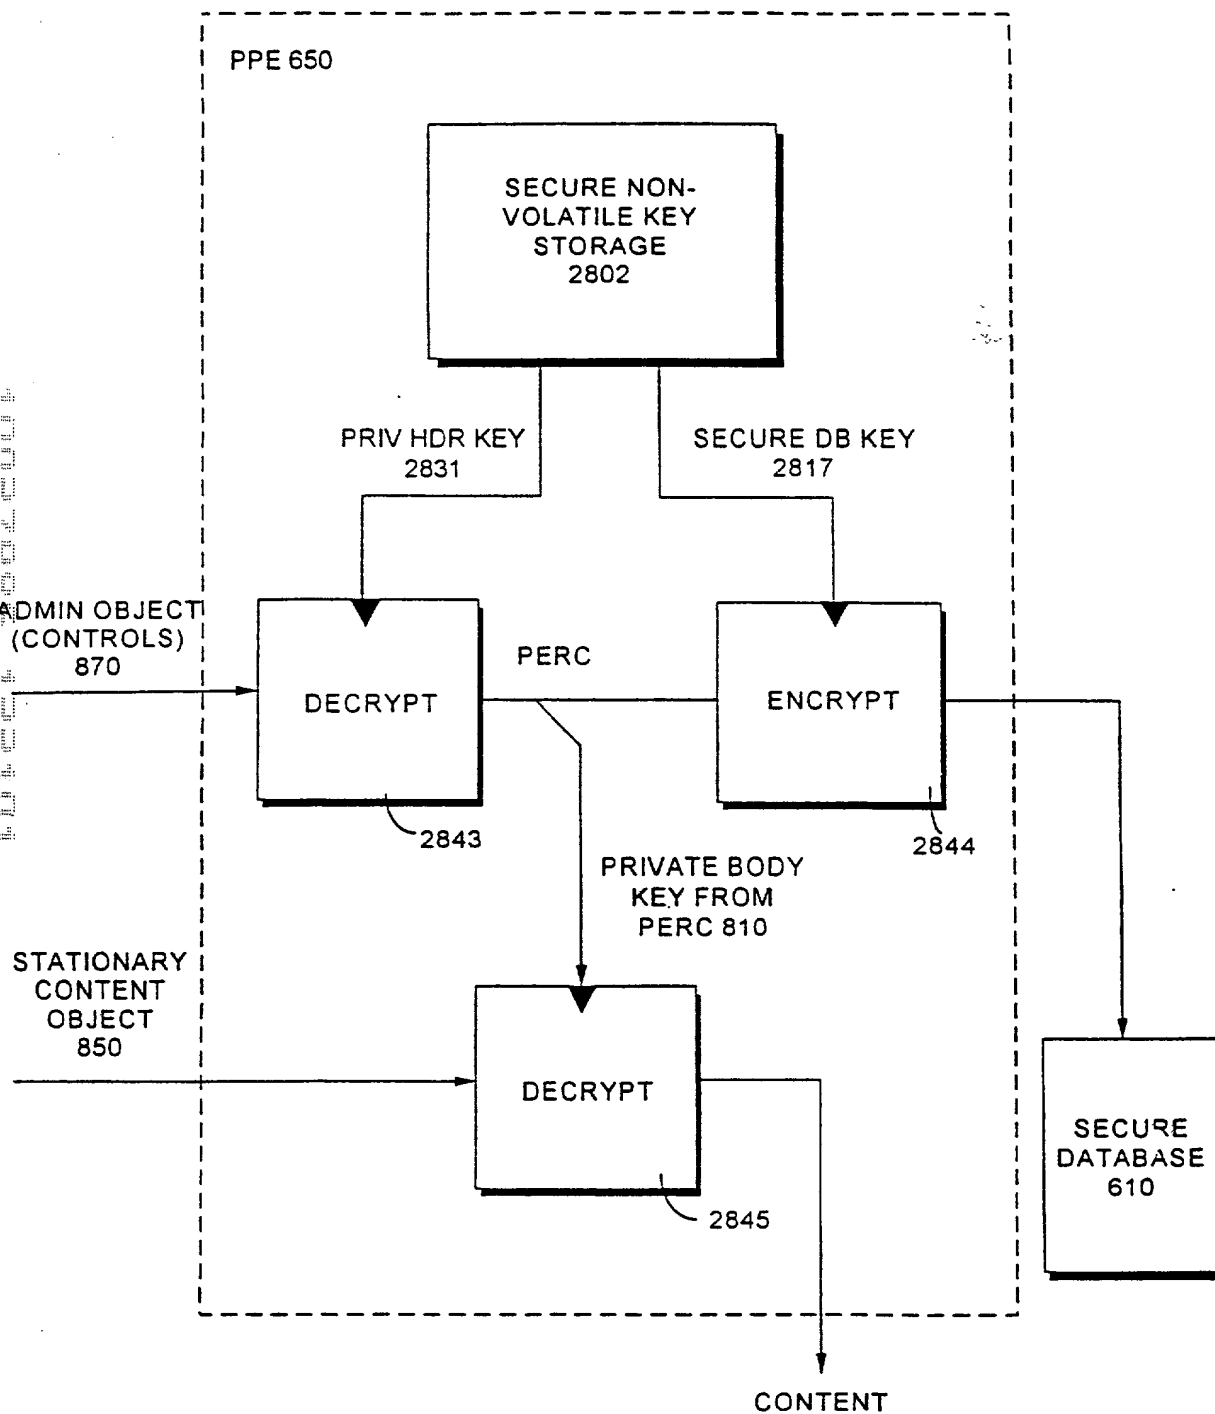 PPE 650
SECURE NON-
VOLATILE KEY
STORAGE
2802
PRIV HDR KEY
2831
SECURE DB KEY
2817
ADMIN OBJECT
(CONTROLS)
870
DECRYPT
PERC
ENCRYPT
2843
2844
PRIVATE BODY
KEY FROM
PERC 810
STATIONARY
CONTENT
OBJECT
850
DECRYPT
2845
SECURE
DATABASE
610
CONTENT